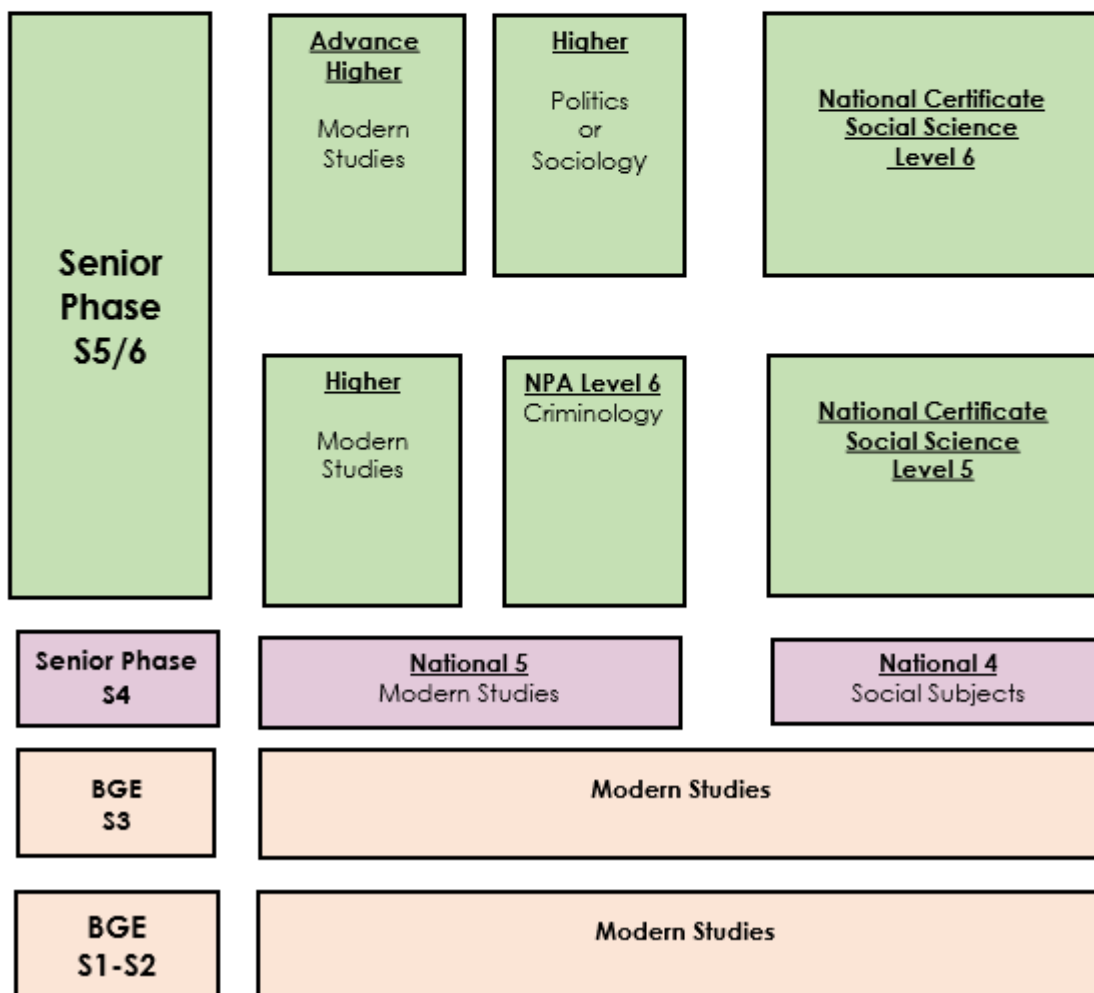 Senior
Phase
S5/6
Advance
Higher
Modern
Studies
Higher
Politics
or
Sociology
National Certificate
Social Science
Level 6
Higher
Modern
Studies
NPA Level 6
Criminology
National Certificate
Social Science
Level 5
Senior Phase
S4
National 5
Modern Studies
National 4
Social Subjects
BGE
S3
Modern Studies
BGE
S1-S2
Modern Studies